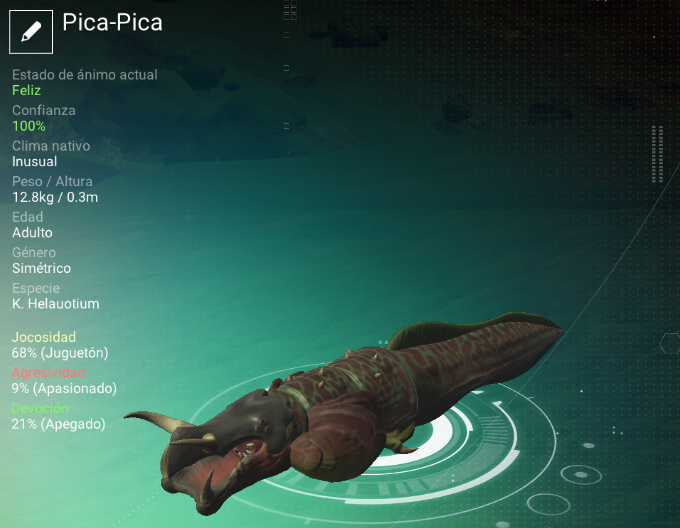 Pica-Pica
Estado de ánimo actual
Feliz
Confianza
100%
Clima nativo
Inusual
Peso / Altura
12.8kg / 0.3m
Edad
Adulto
Género
Simétrico
Especie
K. Helauotium
Jocosidad
68% (Juguetón)
Agresividad
9% (Apasionado)
Devoción
21% (Apegado)